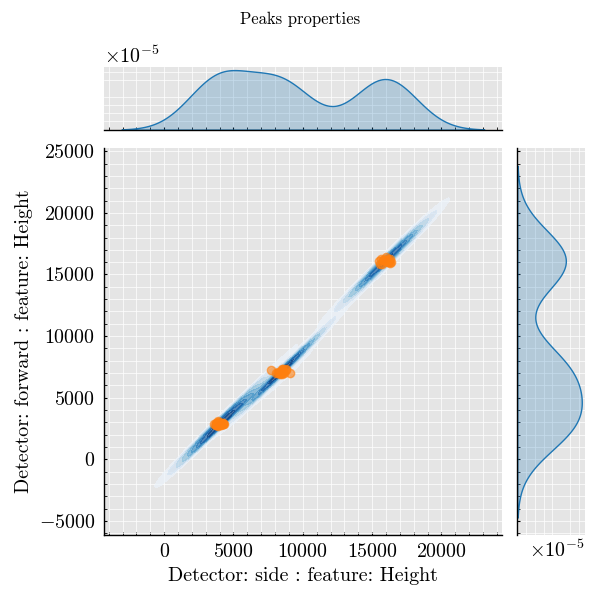 Peaks properties
×10⁻⁵
25000
20000
15000
10000
5000
0
−5000
Detector: forward : feature: Height
0 5000 10000 15000 20000
×10⁻⁵
Detector: side : feature: Height